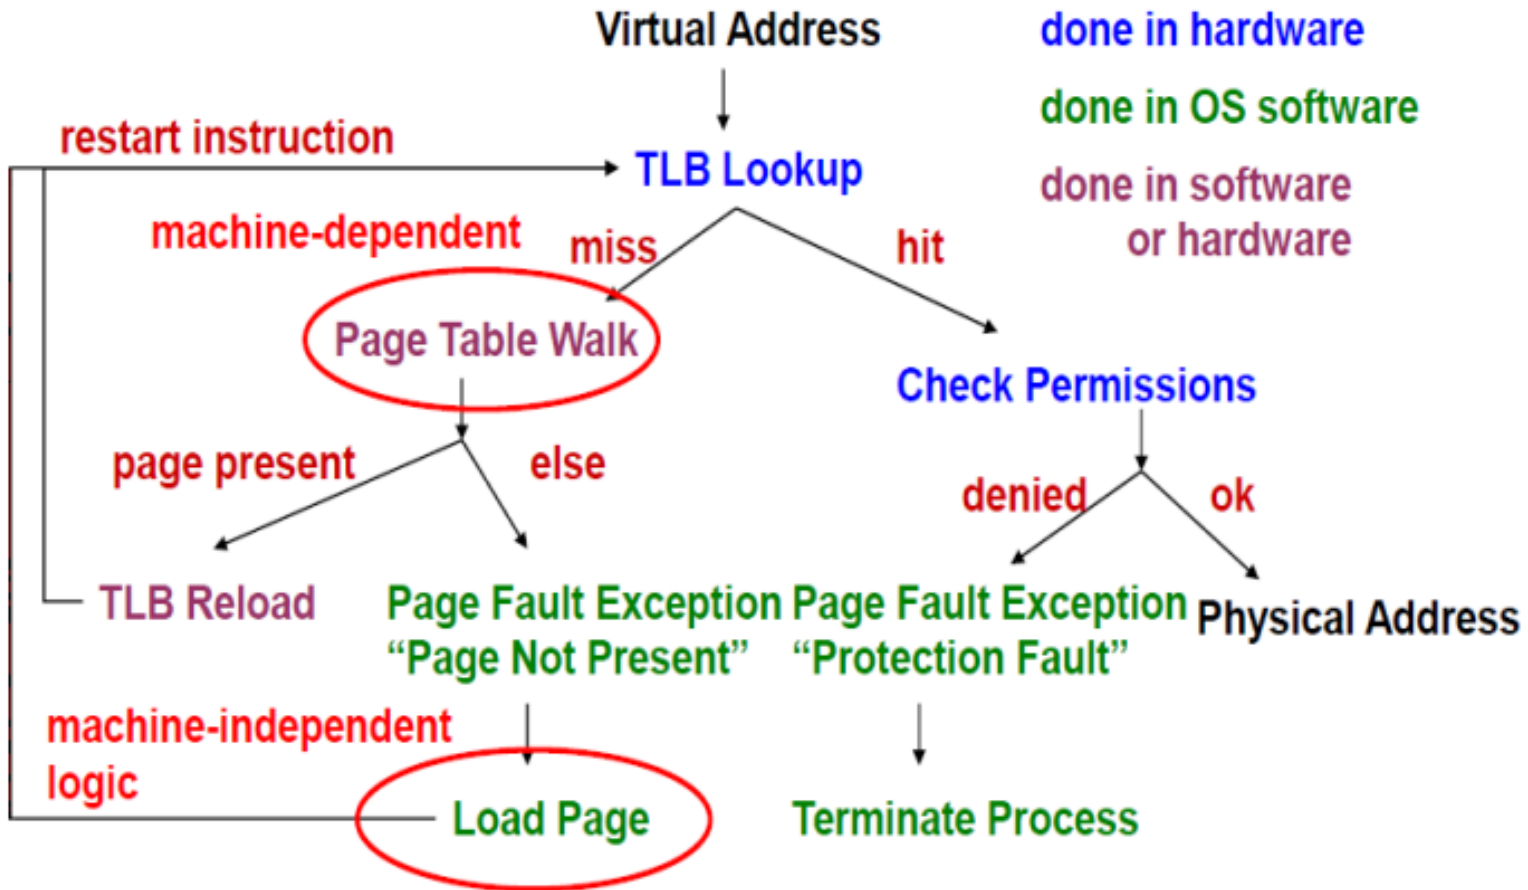 Virtual Address
done in hardware
done in OS software
done in software
or hardware
restart instruction
TLB Lookup
machine-dependent
miss
hit
Page Table Walk
Check Permissions
page present
else
denied
ok
TLB Reload
Page Fault Exception
“Page Not Present”
Page Fault Exception
“Protection Fault”
Physical Address
machine-independent
logic
Load Page
Terminate Process